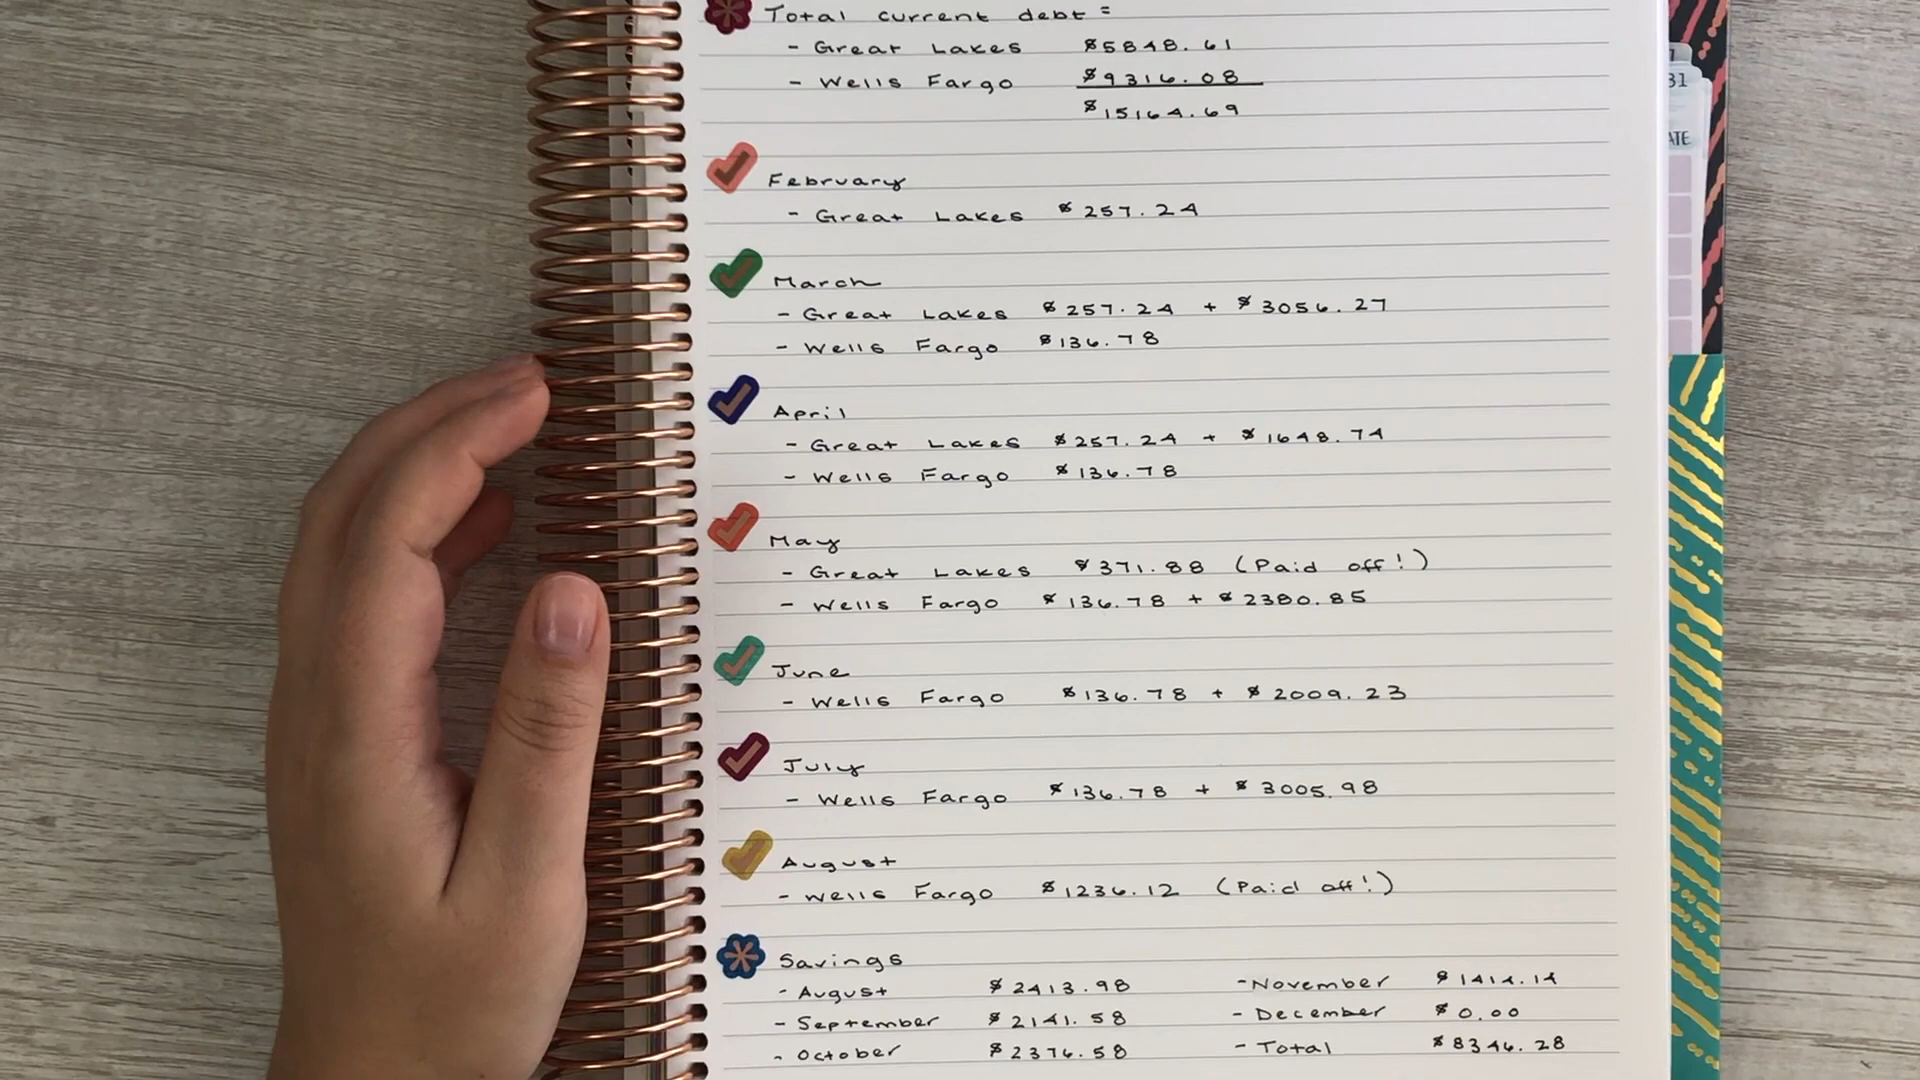 Total current debt =
- Great Lakes $5848.61
- Wells Fargo $9316.08
$15164.69
February
- Great Lakes $257.24
March
- Great Lakes $257.24 + $3056.27
- Wells Fargo $136.78
April
- Great Lakes $257.24 + $1648.74
- Wells Fargo $136.78
May
- Great Lakes $371.88 (Paid off!)
- Wells Fargo $136.78 + $2380.85
June
- Wells Fargo $136.78 + $2009.23
July
- Wells Fargo $136.78 + $3005.98
August
- Wells Fargo $1236.12 (Paid off!)
Savings
- August $2413.98
- September $2141.58
- October $2376.58
- November $1414.14
- December $0.00
- Total $8346.28
31